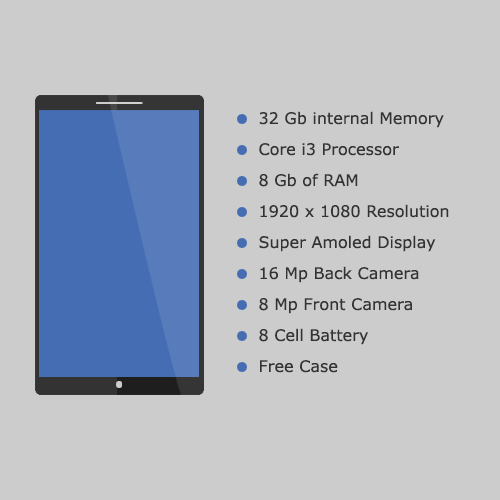 32 Gb internal Memory
Core i3 Processor
8 Gb of RAM
1920 x 1080 Resolution
Super Amoled Display
16 Mp Back Camera
8 Mp Front Camera
8 Cell Battery
Free Case